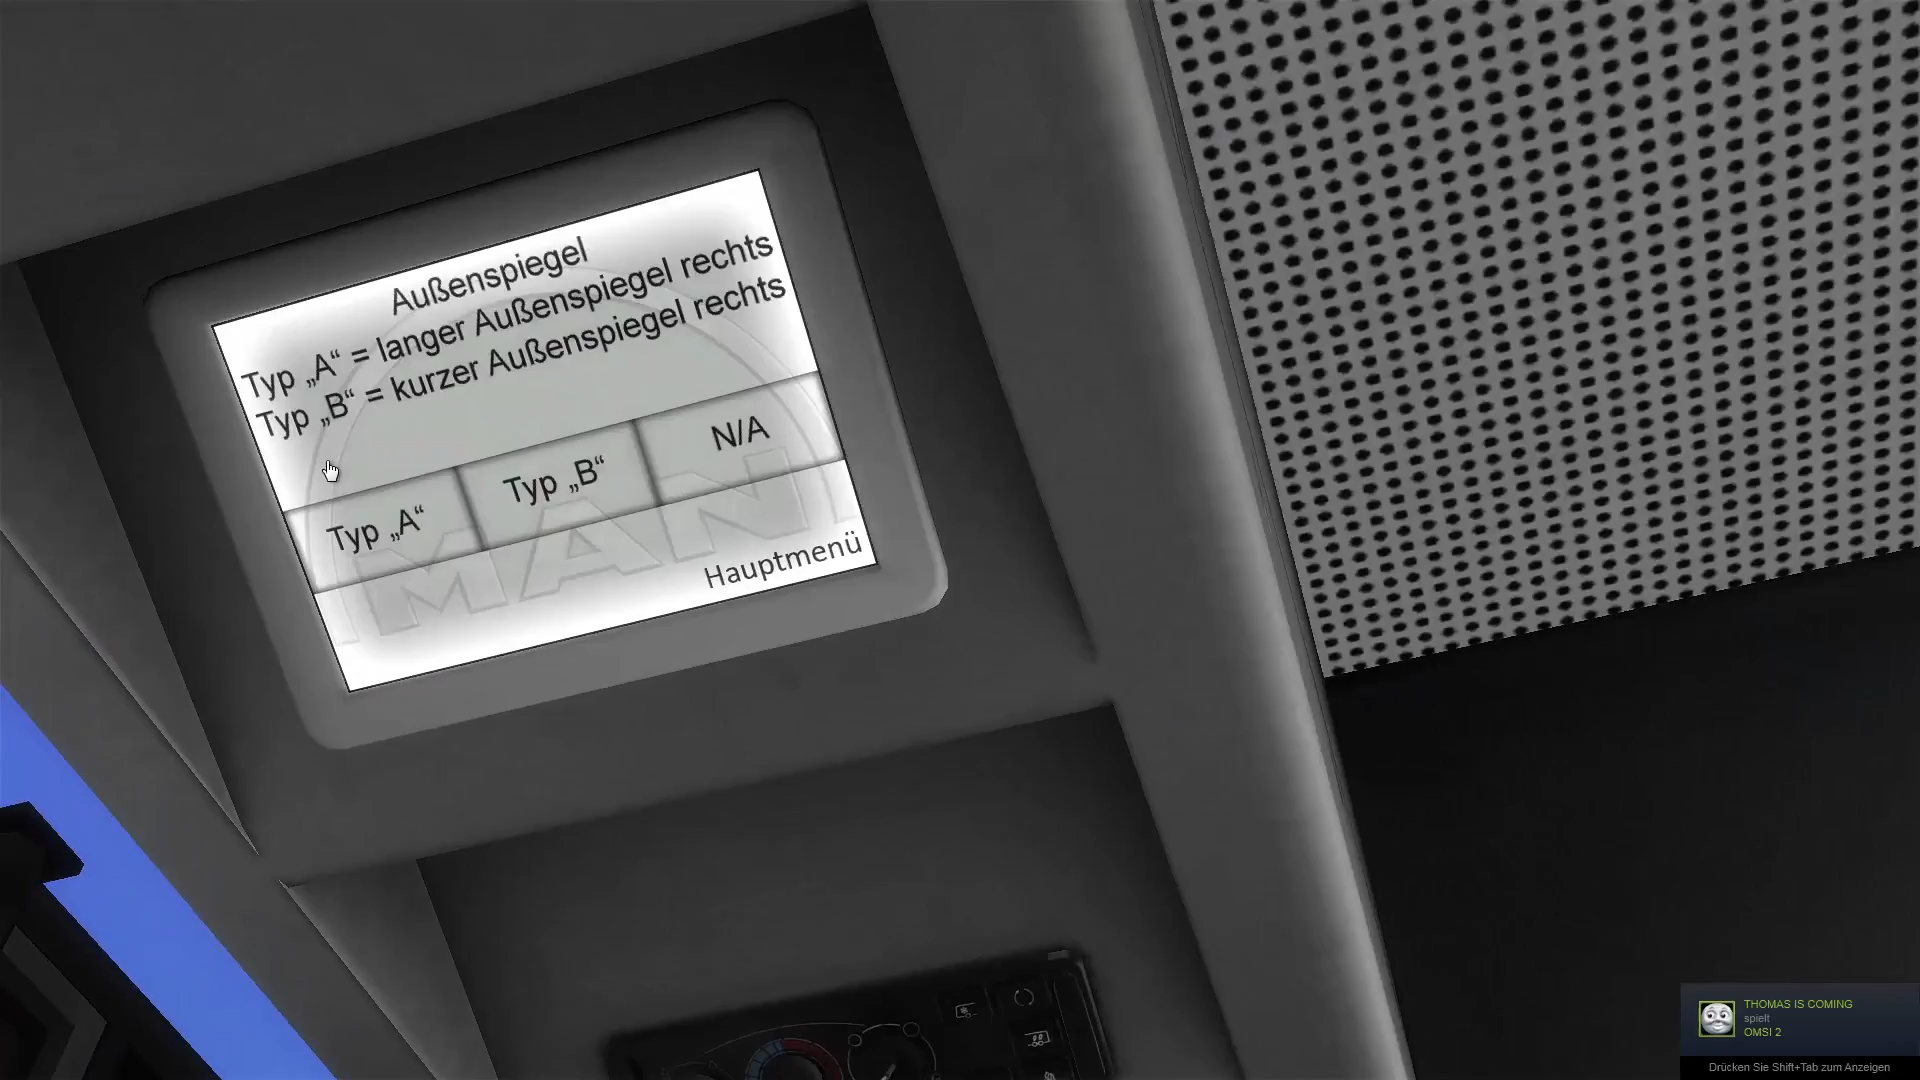 Außenspiegel
Typ „A“ = langer Außenspiegel rechts
Typ „B“ = kurzer Außenspiegel rechts
Typ „A“
Typ „B“
N/A
MAN
Hauptmenü
THOMAS IS COMING
spielt
OMSI 2
Drücken Sie Shift+Tab zum Anzeigen